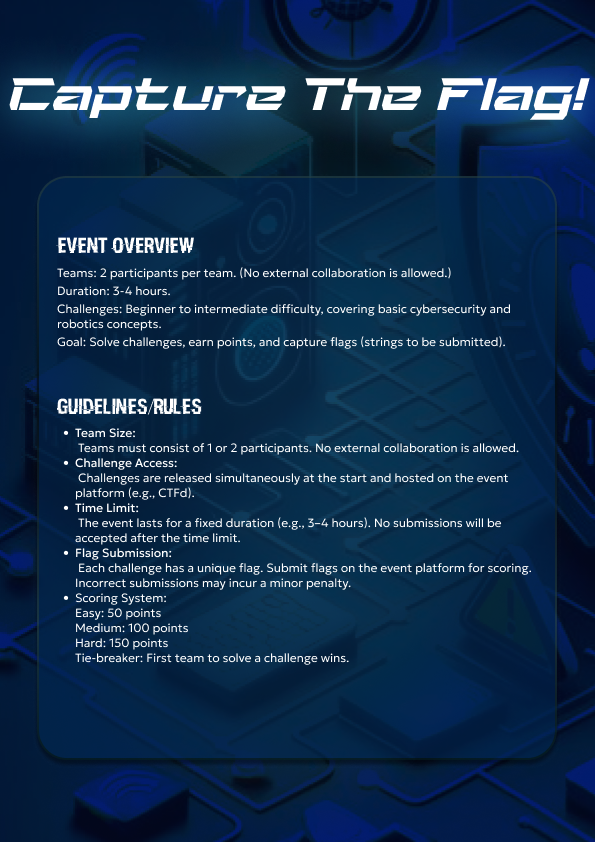 Capture The Flag!
EVENT OVERVIEW
Teams: 2 participants per team. (No external collaboration is allowed.)
Duration: 3-4 hours.
Challenges: Beginner to intermediate difficulty, covering basic cybersecurity and
robotics concepts.
Goal: Solve challenges, earn points, and capture flags (strings to be submitted).
GUIDELINES/RULES
• Team Size:
Teams must consist of 1 or 2 participants. No external collaboration is allowed.
• Challenge Access:
Challenges are released simultaneously at the start and hosted on the event
platform (e.g., CTFd).
• Time Limit:
The event lasts for a fixed duration (e.g., 3–4 hours). No submissions will be
accepted after the time limit.
• Flag Submission:
Each challenge has a unique flag. Submit flags on the event platform for scoring.
Incorrect submissions may incur a minor penalty.
• Scoring System:
Easy: 50 points
Medium: 100 points
Hard: 150 points
Tie-breaker: First team to solve a challenge wins.